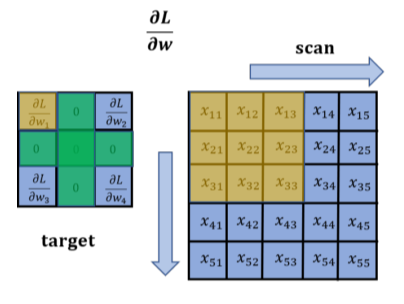 ∂L
∂w
scan
∂L/∂w₁ 0 ∂L/∂w₂
0 0 0
∂L/∂w₃ 0 ∂L/∂w₄
target
x₁₁ x₁₂ x₁₃ x₁₄ x₁₅
x₂₁ x₂₂ x₂₃ x₂₄ x₂₅
x₃₁ x₃₂ x₃₃ x₃₄ x₃₅
x₄₁ x₄₂ x₄₃ x₄₄ x₄₅
x₅₁ x₅₂ x₅₃ x₅₄ x₅₅